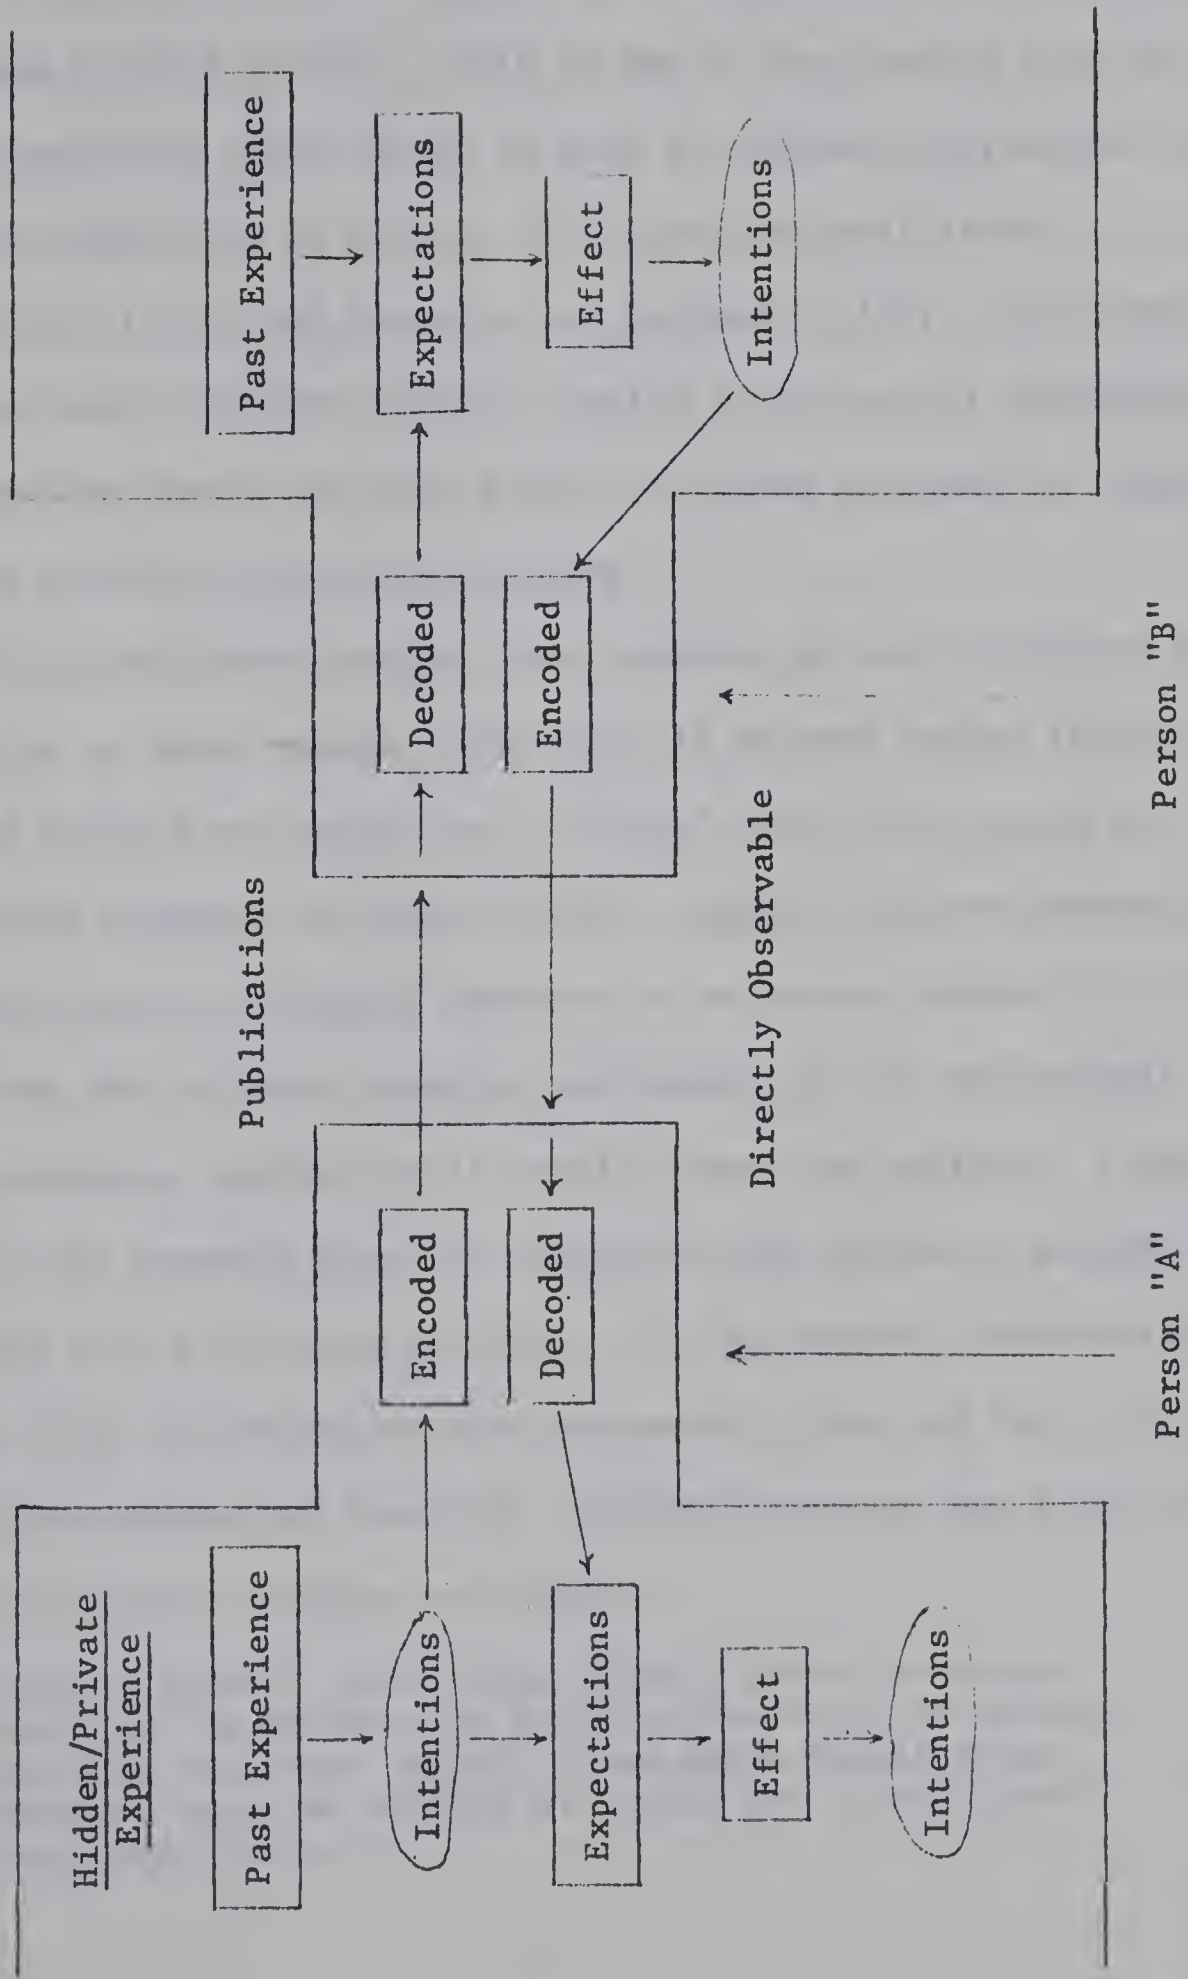 Hidden/Private
Experience
Past Experience
Intentions
Expectations
Effect
Intentions
Encoded
Decoded
Person "A"
Publications
Directly Observable
Decoded
Encoded
Person "B"
Past Experience
Expectations
Effect
Intentions